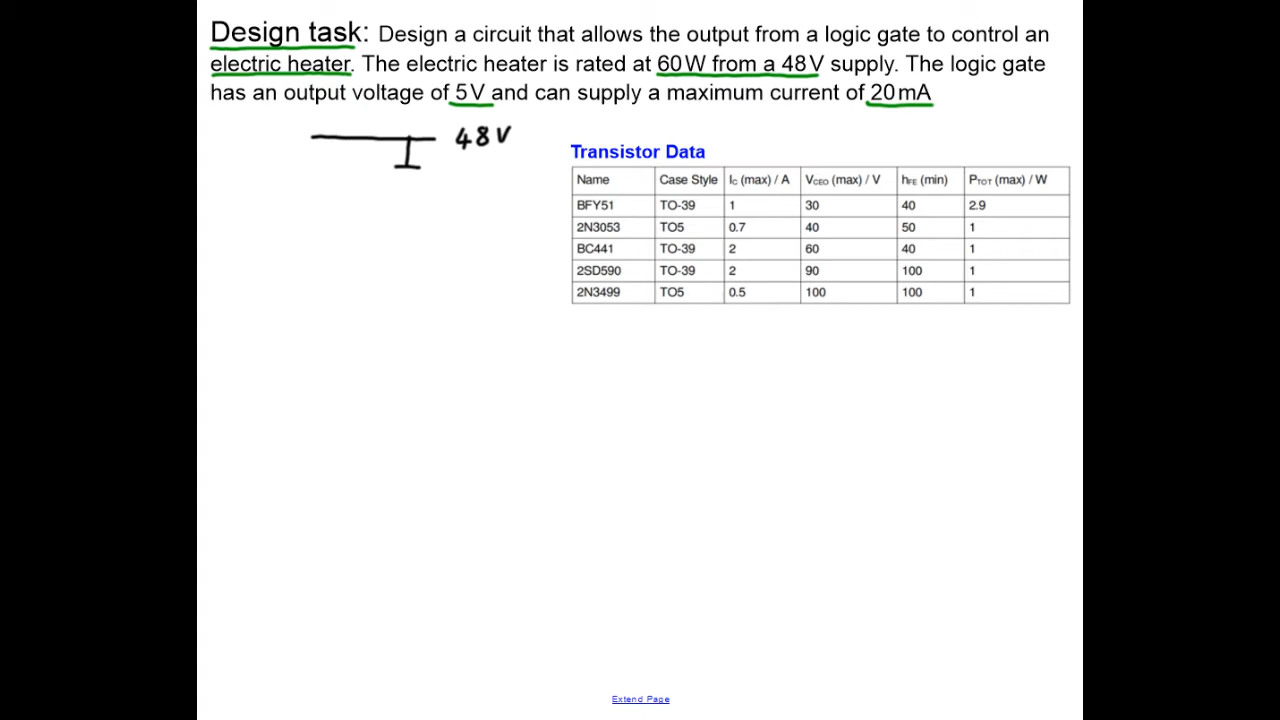 Design task: Design a circuit that allows the output from a logic gate to control an
electric heater. The electric heater is rated at 60W from a 48V supply. The logic gate
has an output voltage of 5V and can supply a maximum current of 20mA
48V
Transistor Data
Name Case Style IC (max) / A VCEO (max) / V hFE (min) PTOT (max) / W
BFY51 TO-39 1 30 40 2.9
2N3053 TO5 0.7 40 50 1
BC441 TO-39 2 60 40 1
2SD590 TO-39 2 90 100 1
2N3499 TO5 0.5 100 100 1
Extend Page